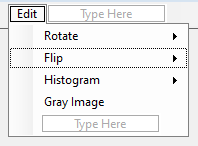 Edit Type Here
Rotate
Flip
Histogram
Gray Image
Type Here